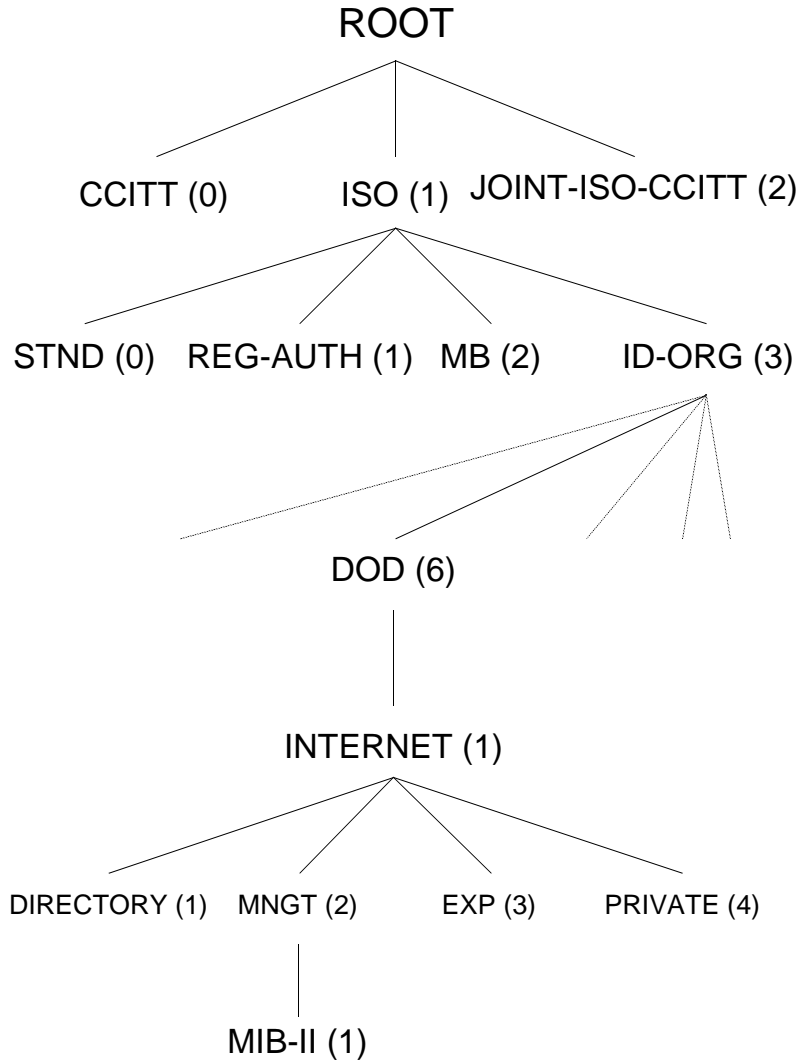 ROOT
CCITT (0) ISO (1) JOINT-ISO-CCITT (2)
STND (0) REG-AUTH (1) MB (2) ID-ORG (3)
DOD (6)
INTERNET (1)
DIRECTORY (1) MNGT (2) EXP (3) PRIVATE (4)
MIB-II (1)